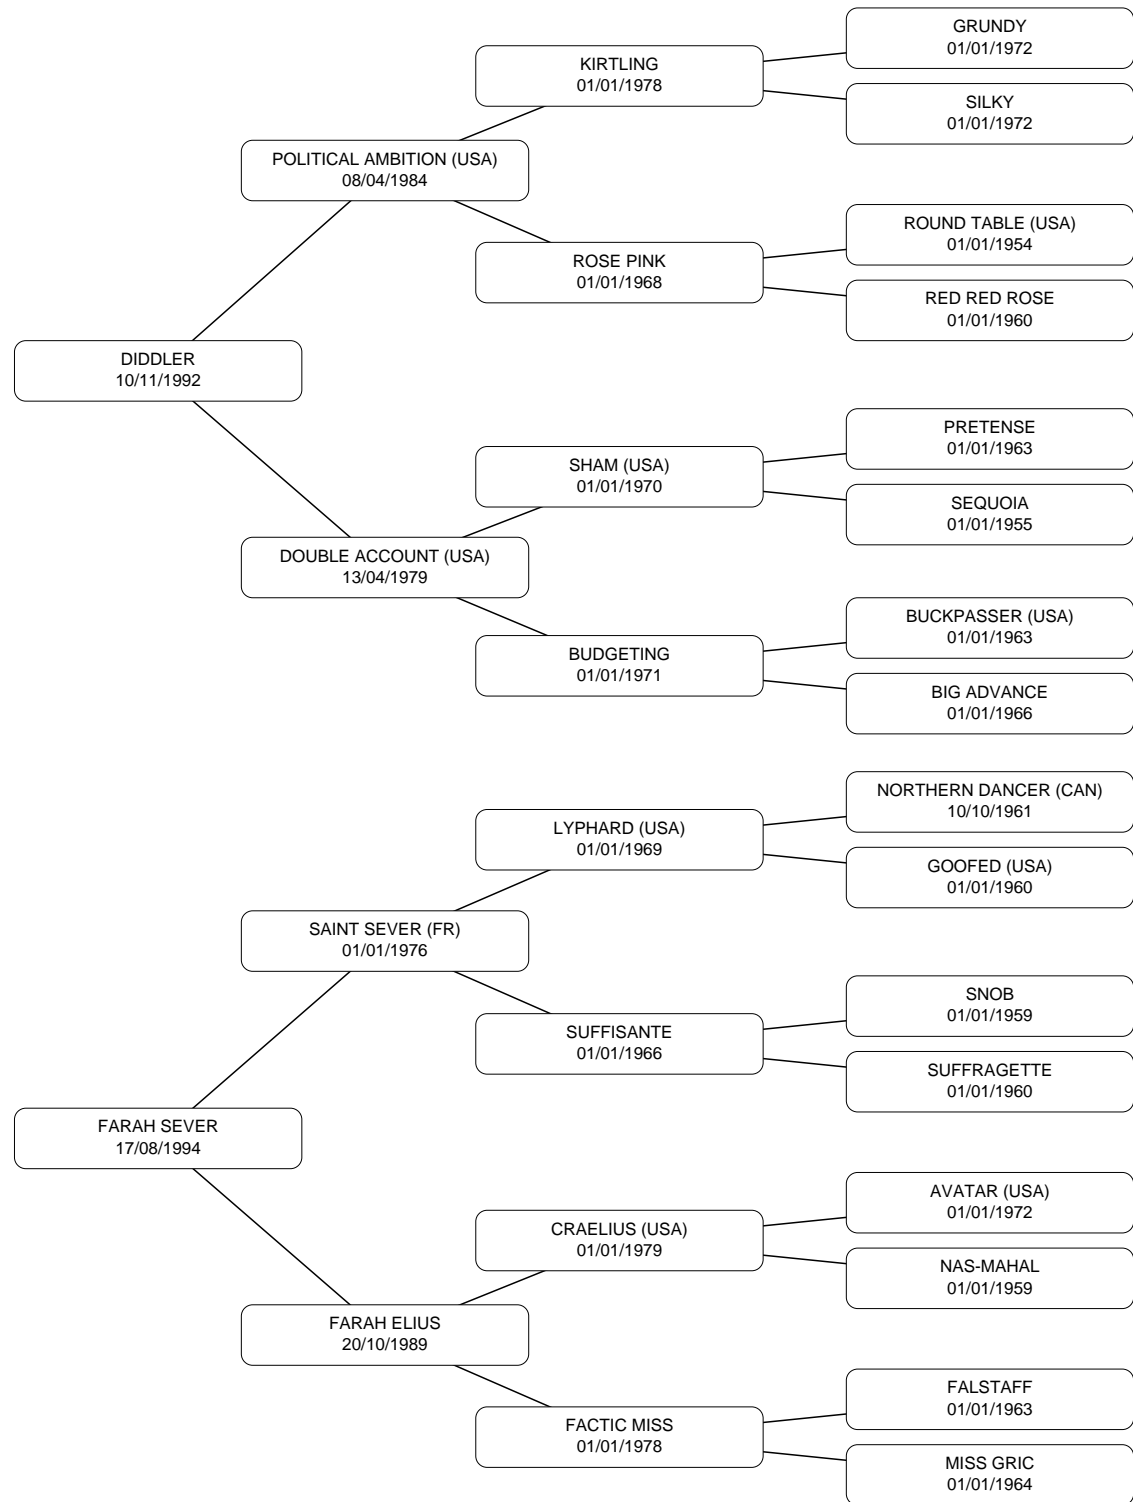 GRUNDY
01/01/1972
KIRTLING
01/01/1978
SILKY
01/01/1972
POLITICAL AMBITION (USA)
08/04/1984
ROUND TABLE (USA)
01/01/1954
ROSE PINK
01/01/1968
RED RED ROSE
01/01/1960
DIDDLER
10/11/1992
PRETENSE
01/01/1963
SHAM (USA)
01/01/1970
SEQUOIA
01/01/1955
DOUBLE ACCOUNT (USA)
13/04/1979
BUCKPASSER (USA)
01/01/1963
BUDGETING
01/01/1971
BIG ADVANCE
01/01/1966
NORTHERN DANCER (CAN)
10/10/1961
LYPHARD (USA)
01/01/1969
GOOFED (USA)
01/01/1960
SAINT SEVER (FR)
01/01/1976
SNOB
01/01/1959
SUFFISANTE
01/01/1966
SUFFRAGETTE
01/01/1960
FARAH SEVER
17/08/1994
AVATAR (USA)
01/01/1972
CRAELIUS (USA)
01/01/1979
NAS-MAHAL
01/01/1959
FARAH ELIUS
20/10/1989
FALSTAFF
01/01/1963
FACTIC MISS
01/01/1978
MISS GRIC
01/01/1964